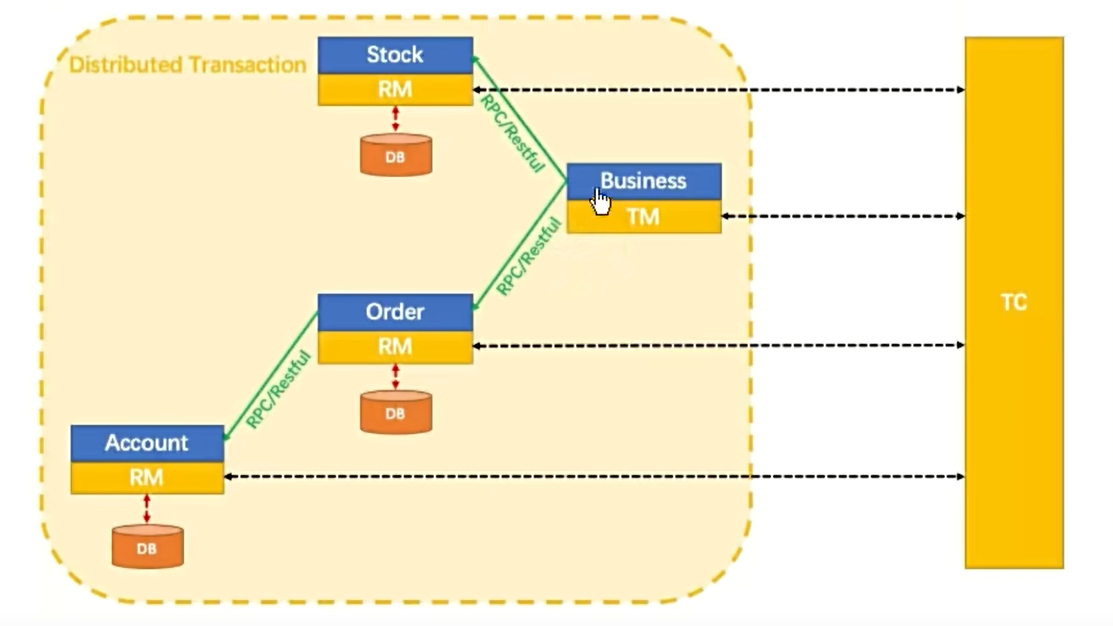 Distributed Transaction
Stock
RM
DB
RPC/Restful
Business
TM
RPC/Restful
Order
RM
DB
RPC/Restful
Account
RM
DB
TC